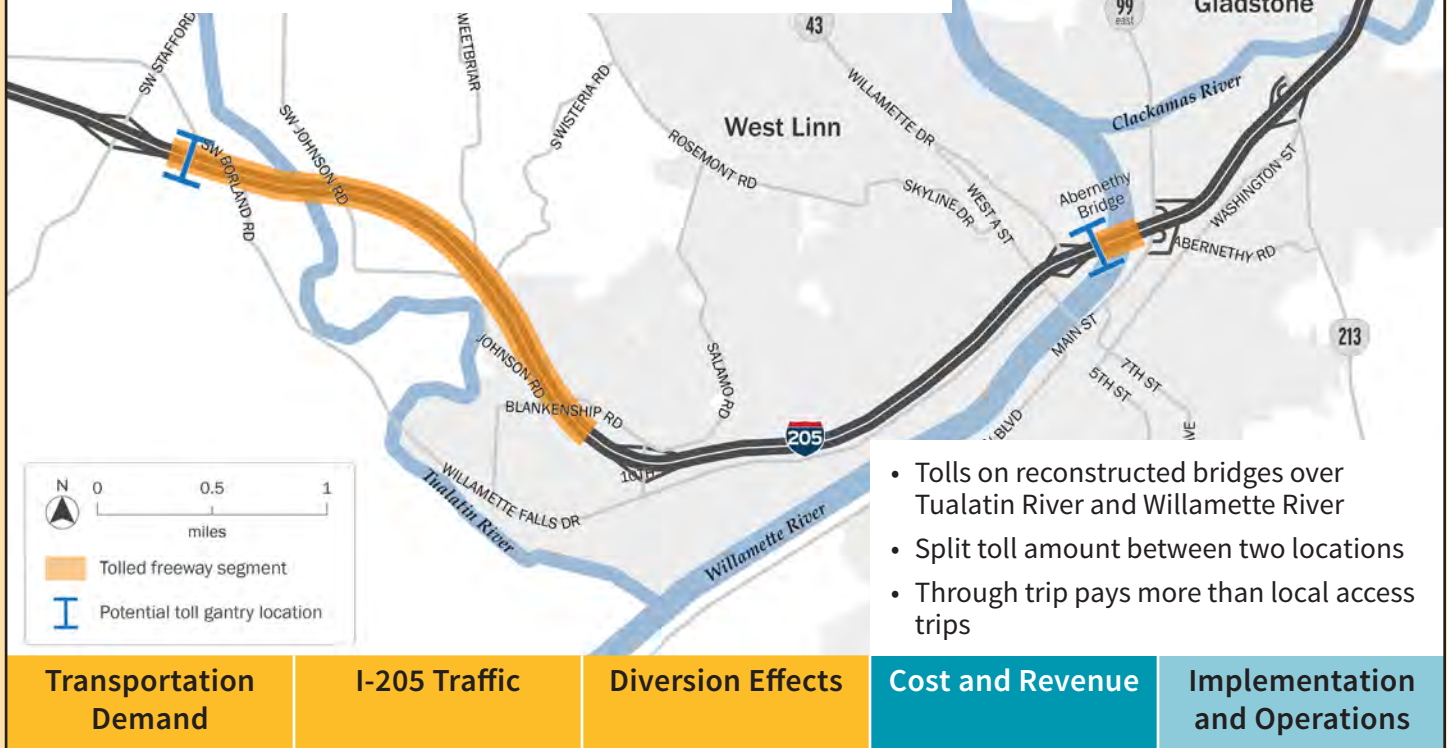 99
east
Gladstone
43
SW STAFFORD
SWEETBRIAR
S WISTERIA RD
WILLAMETTE DR
Clackamas River
West Linn
SW JOHNSON RD
ROSEMONT RD
SKYLINE DR
WEST A ST
Abernethy
Bridge
WASHINGTON ST
SW BORLAND RD
ABERNETHY RD
213
MAIN ST
JOHNSON RD
SALAMO RD
7TH ST
5TH ST
BLANKENSHIP RD
205
BLVD
10TH
WILLAMETTE FALLS DR
Tualatin River
Willamette River
N
0 0.5 1
miles
Tolled freeway segment
Potential toll gantry location
• Tolls on reconstructed bridges over
Tualatin River and Willamette River
• Split toll amount between two locations
• Through trip pays more than local access
trips
Transportation
Demand
I-205 Traffic
Diversion Effects
Cost and Revenue
Implementation
and Operations